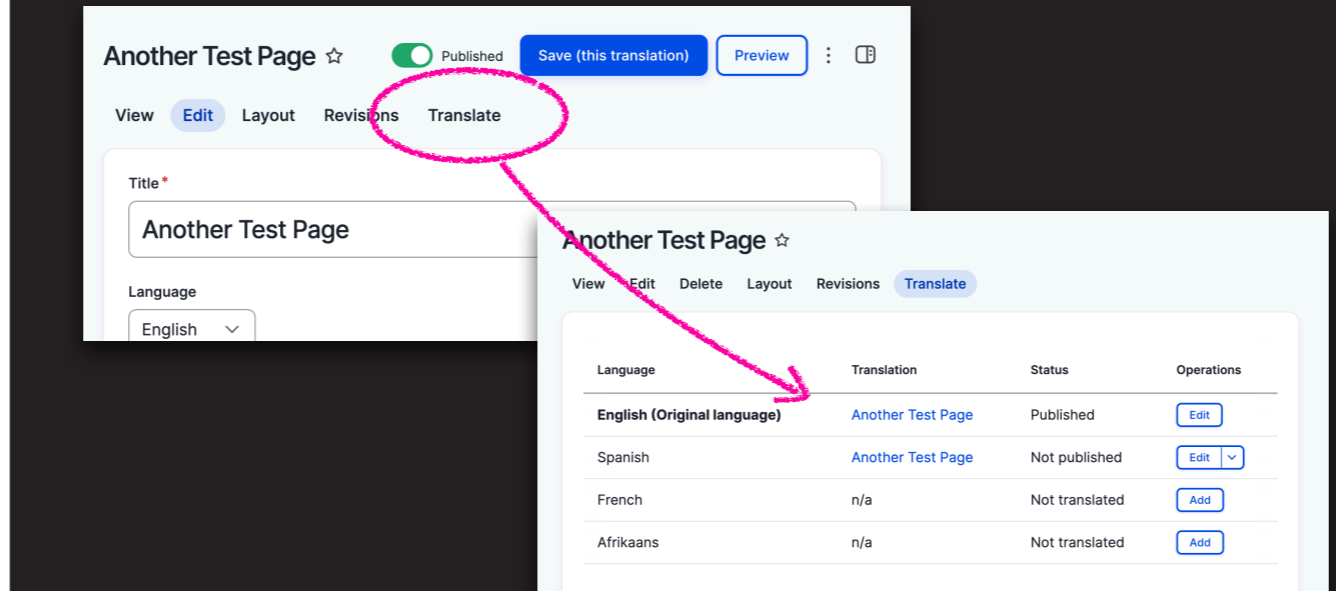 Another Test Page
Published
Save (this translation)
Preview
View Edit Layout Revisions Translate
Title *
Another Test Page
Language
English
Another Test Page
View Edit Delete Layout Revisions Translate
Language Translation Status Operations
English (Original language) Another Test Page Published Edit
Spanish Another Test Page Not published Edit
French n/a Not translated Add
Afrikaans n/a Not translated Add